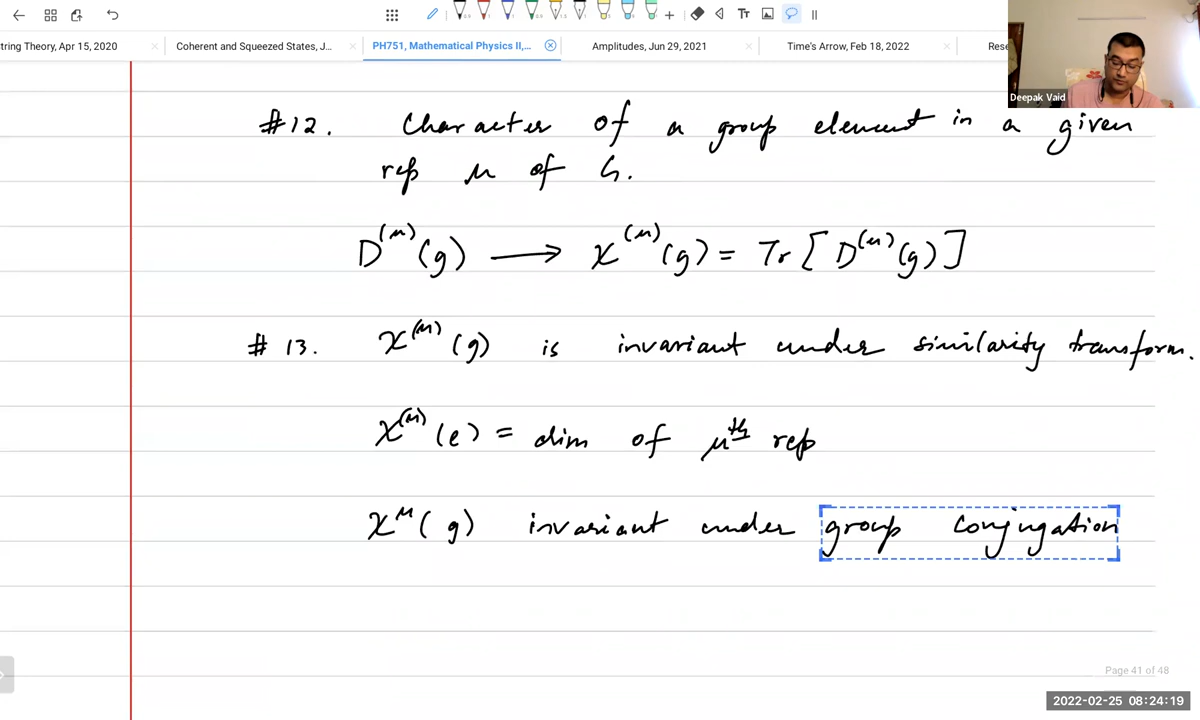 tring Theory, Apr 15, 2020 × Coherent and Squeezed States, J... × PH751, Mathematical Physics II,... Amplitudes, Jun 29, 2021 × Time's Arrow, Feb 18, 2022 × Rese
Deepak Vaid
#12. Character of a group element in a given
rep μ of G.
D^(μ)(g) ⟶ χ^(μ)(g) = Tr[D^(μ)(g)]
#13. χ^(μ)(g) is invariant under similarity transform.
χ^(μ)(e) = dim of μ^th rep
χ^μ(g) invariant under group conjugation
Page 41 of 48
2022-02-25 08:24:19